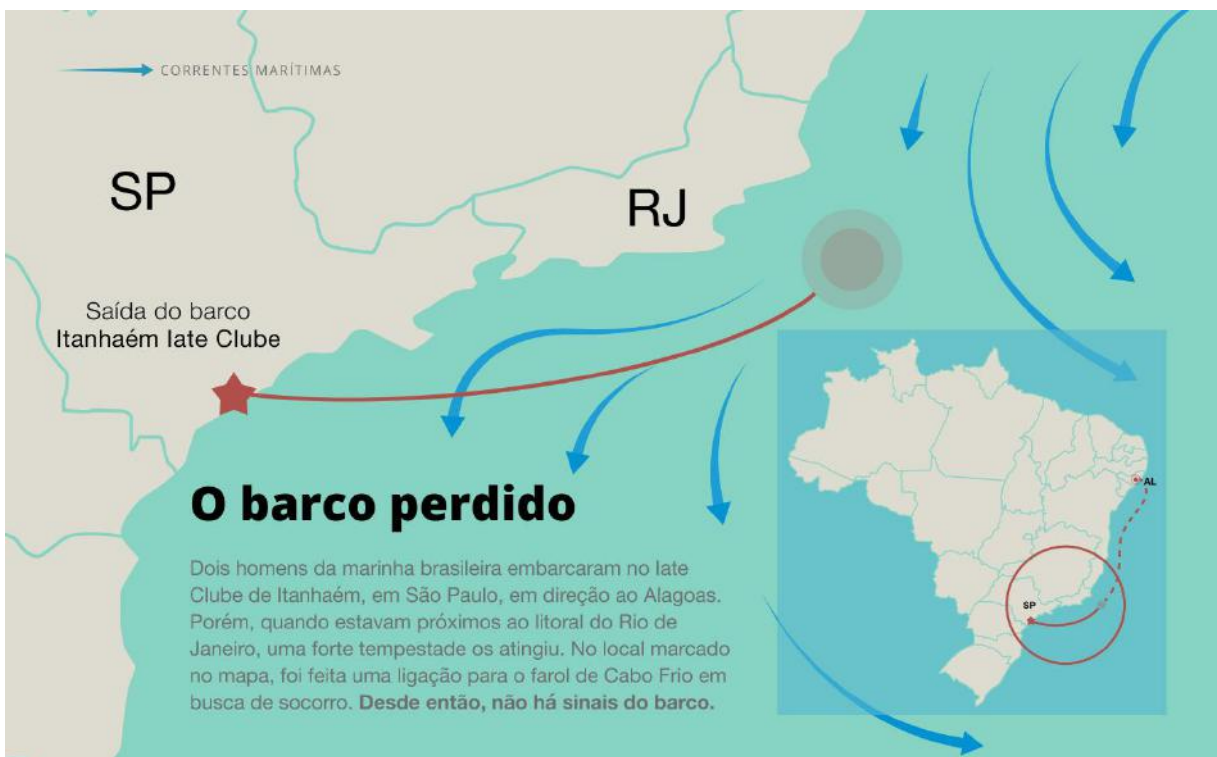 CORRENTES MARÍTIMAS
SP
RJ
Saída do barco
Itanhaém Iate Clube
AL
SP
O barco perdido
Dois homens da marinha brasileira embarcaram no Iate
Clube de Itanhaém, em São Paulo, em direção ao Alagoas.
Porém, quando estavam próximos ao litoral do Rio de
Janeiro, uma forte tempestade os atingiu. No local marcado
no mapa, foi feita uma ligação para o farol de Cabo Frio em
busca de socorro. Desde então, não há sinais do barco.